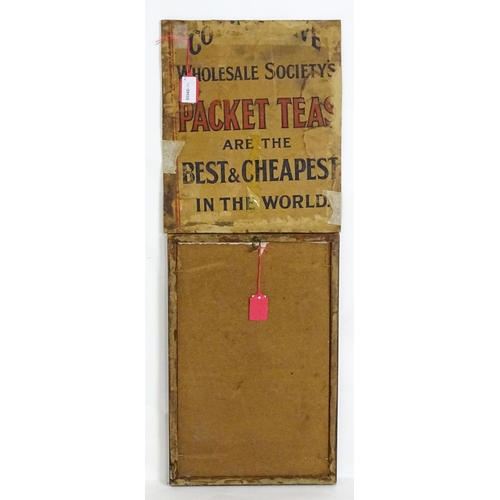 WHOLESALE SOCIETY'S
PACKET TEAS
ARE THE
BEST & CHEAPEST
IN THE WORLD.